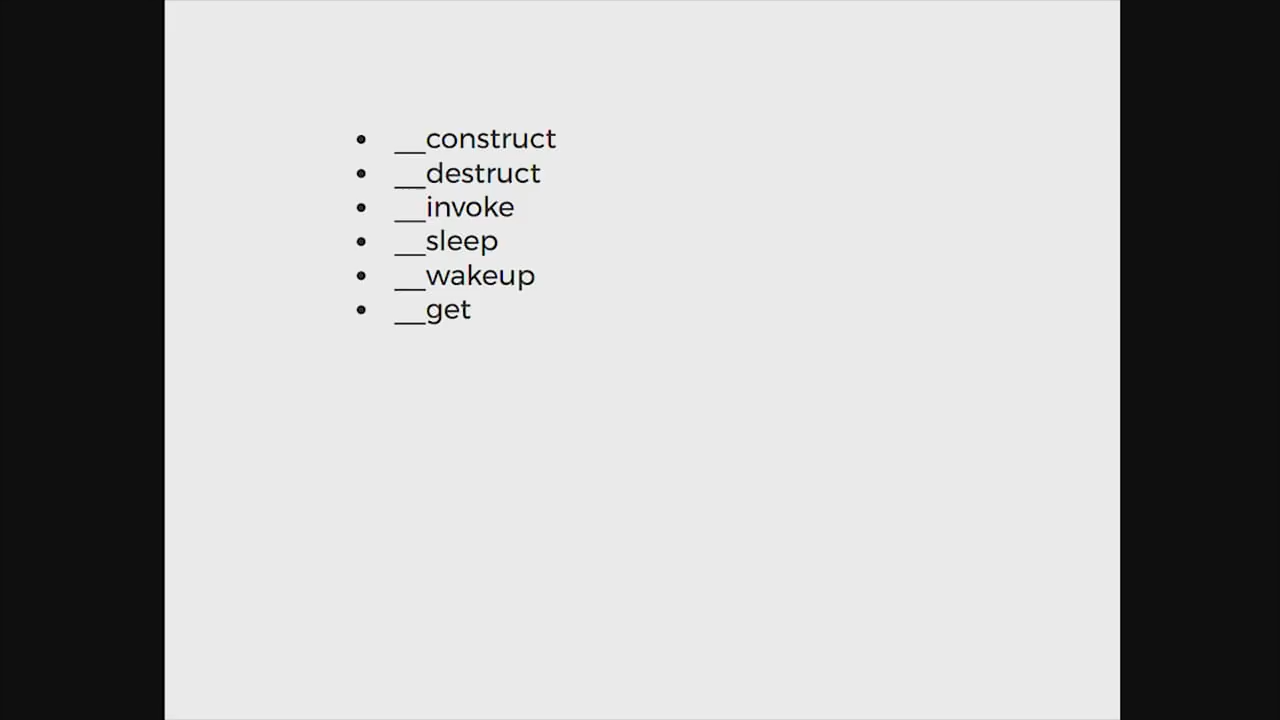 • __construct
• __destruct
• __invoke
• __sleep
• __wakeup
• __get